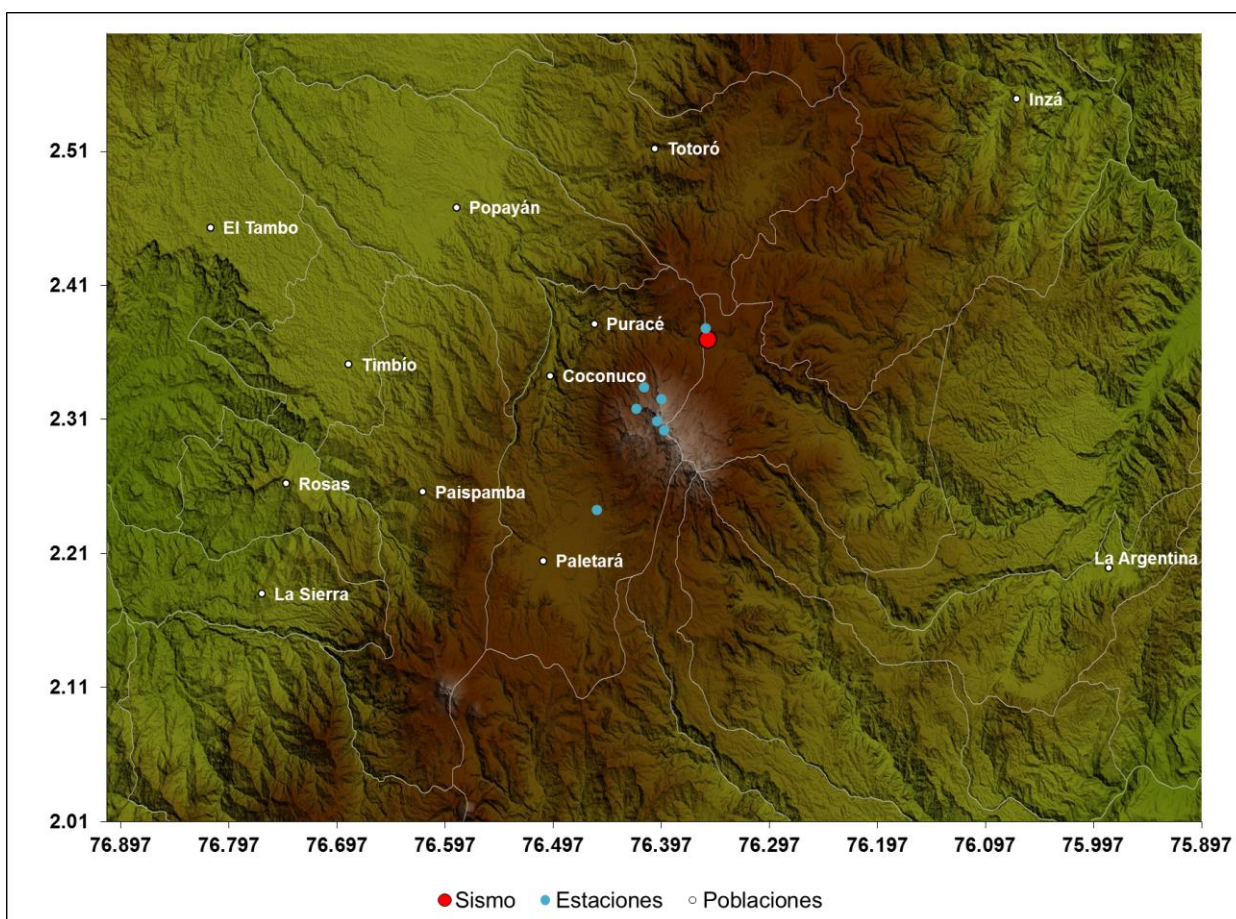 Inzá
2.51
Totoró
Popayán
El Tambo
2.41
Puracé
Timbío
Coconuco
2.31
Rosas
Paispamba
2.21
Paletará
La Argentina
La Sierra
2.11
2.01
76.897 76.797 76.697 76.597 76.497 76.397 76.297 76.197 76.097 75.997 75.897
Sismo Estaciones Poblaciones